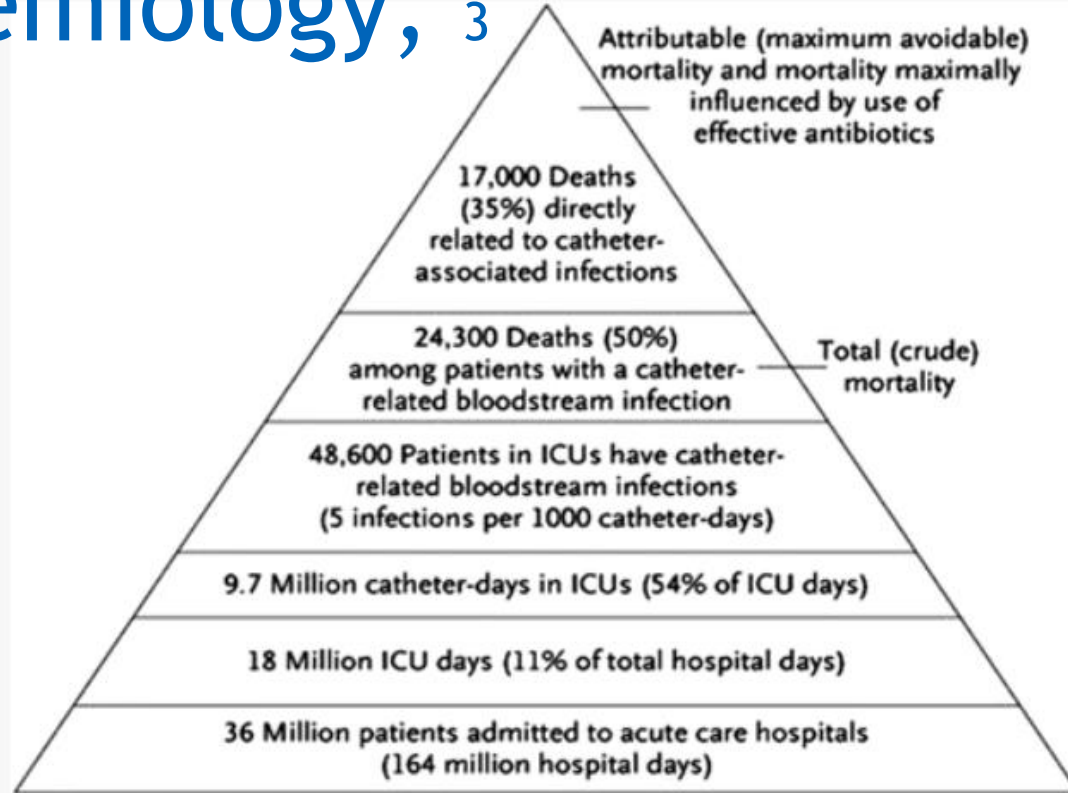 emiology, 3
Attributable (maximum avoidable)
mortality and mortality maximally
influenced by use of
effective antibiotics
17,000 Deaths
(35%) directly
related to catheter-
associated infections
24,300 Deaths (50%)
among patients with a catheter-
related bloodstream infection
Total (crude)
mortality
48,600 Patients in ICUs have catheter-
related bloodstream infections
(5 infections per 1000 catheter-days)
9.7 Million catheter-days in ICUs (54% of ICU days)
18 Million ICU days (11% of total hospital days)
36 Million patients admitted to acute care hospitals
(164 million hospital days)